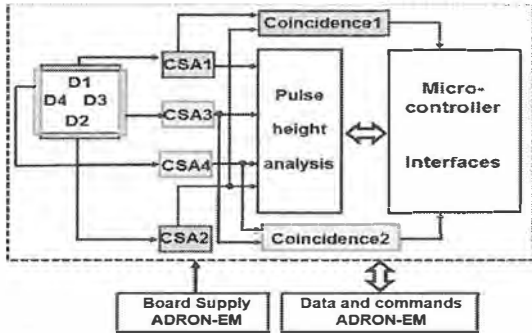 Coincidence1
D1
D4 D3
D2
CSA1
CSA3
CSA4
CSA2
Pulse
height
analysis
Micro-
controller
Interfaces
Coincidence2
Board Supply
ADRON-EM
Data and commands
ADRON-EM